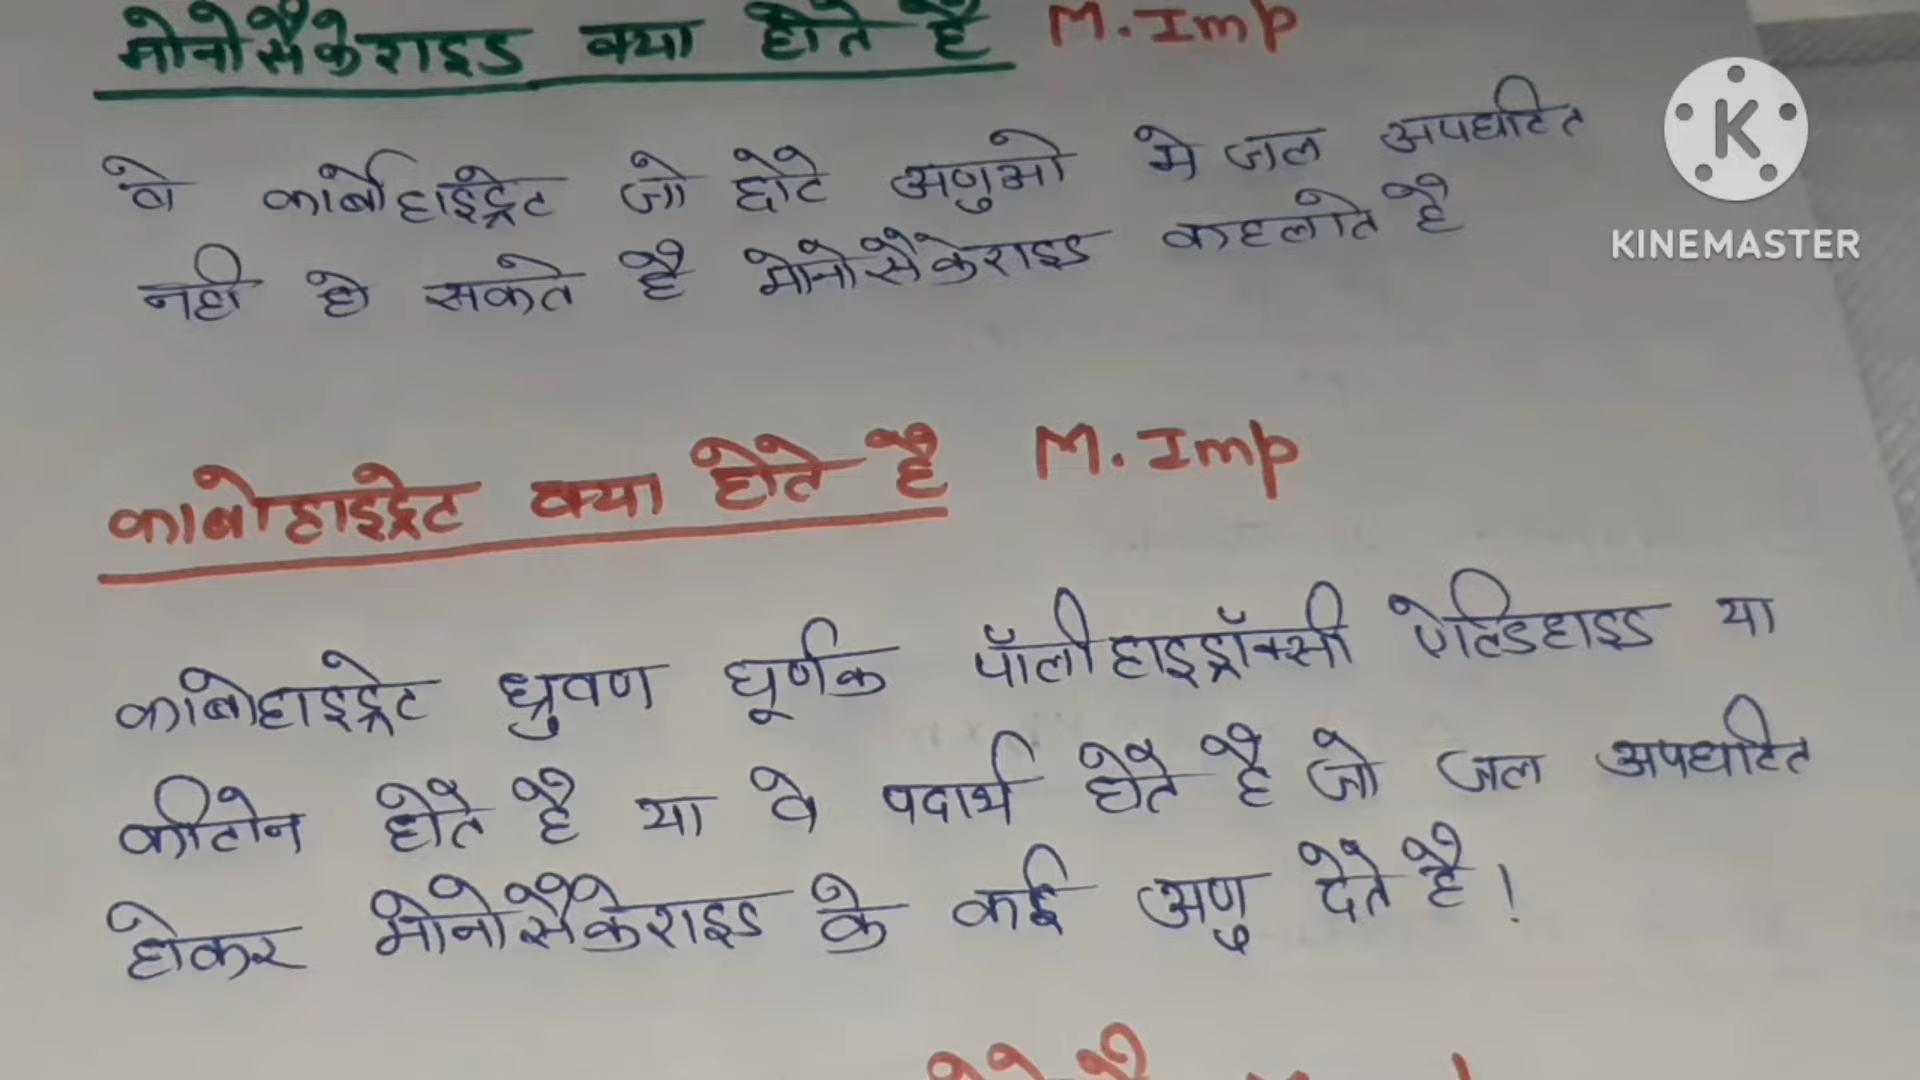 मोनोसैकेराइड क्या होते है M. Imp
वे कार्बोहाइड्रेट जो छोटे अणुओ मे जल अपघटित
नही हो सकते है मोनोसैकेराइड कहलाते है
KINEMASTER
कार्बोहाइड्रेट क्या होते है M. Imp
कार्बोहाइड्रेट ध्रुवण घूर्णक पॉलीहाइड्रॉक्सी ऐल्डिहाइड या
कीटोन होते है या वे पदार्थ होते है जो जल अपघटित
होकर मोनोसैकेराइड के कई अणु देते है!